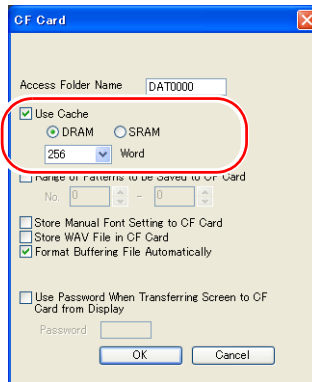 CF Card
Access Folder Name DAT0000
Use Cache
DRAM SRAM
256 Word
Range of Patterns to be Saved to CF Card
No. 0 - 0
Store Manual Font Setting to CF Card
Store WAV File in CF Card
Format Buffering File Automatically
Use Password When Transferring Screen to CF
Card from Display
Password
OK Cancel